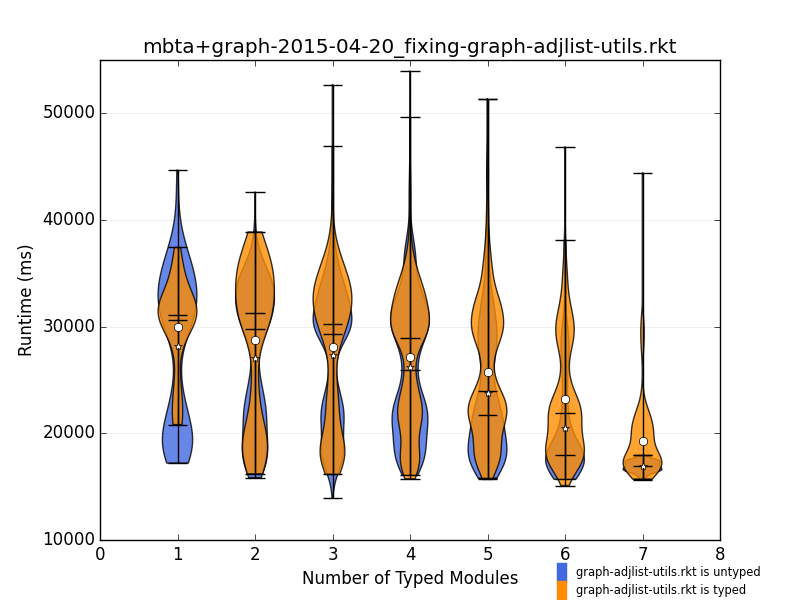 mbta+graph-2015-04-20_fixing-graph-adjlist-utils.rkt
Runtime (ms)
50000
40000
30000
20000
10000
0 1 2 3 4 5 6 7 8
Number of Typed Modules
graph-adjlist-utils.rkt is untyped
graph-adjlist-utils.rkt is typed